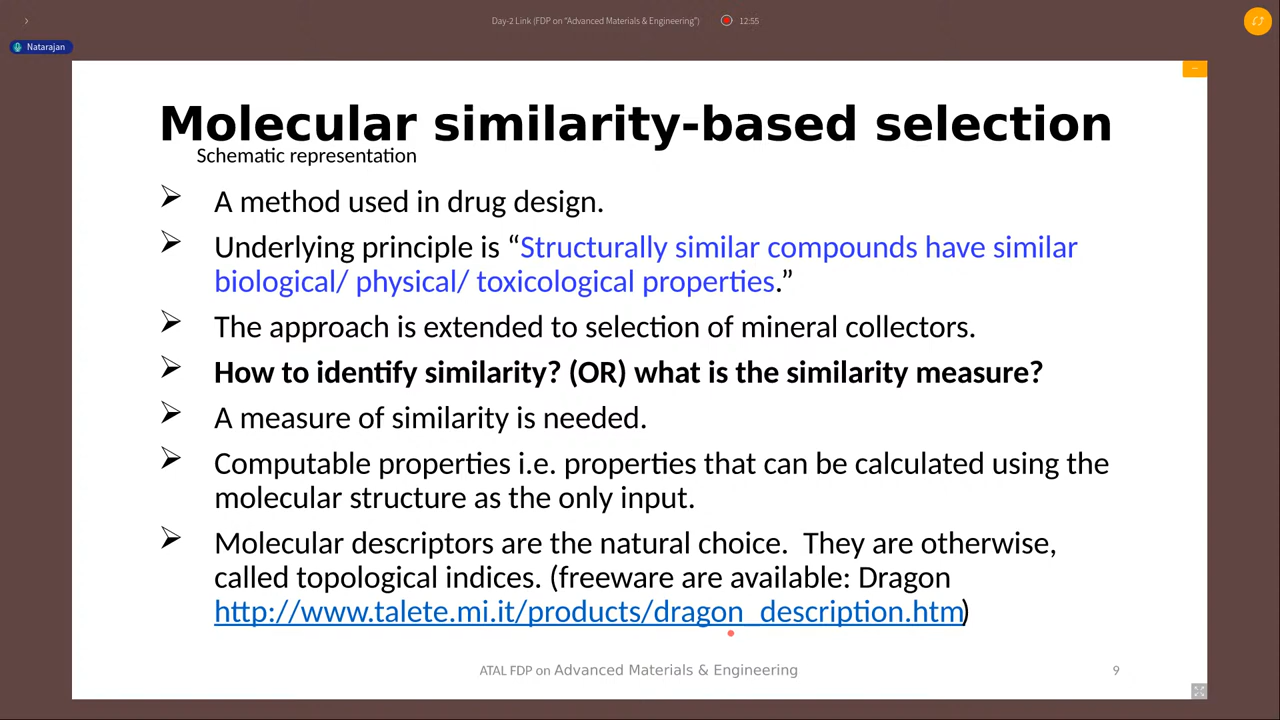 Day-2 Link (FDP on "Advanced Materials & Engineering")
12:55
Natarajan
Molecular similarity-based selection
Schematic representation
A method used in drug design.
Underlying principle is “Structurally similar compounds have similar
biological/ physical/ toxicological properties.”
The approach is extended to selection of mineral collectors.
How to identify similarity? (OR) what is the similarity measure?
A measure of similarity is needed.
Computable properties i.e. properties that can be calculated using the
molecular structure as the only input.
Molecular descriptors are the natural choice.  They are otherwise,
called topological indices. (freeware are available: Dragon
http://www.talete.mi.it/products/dragon_description.htm)
ATAL FDP on Advanced Materials & Engineering
9